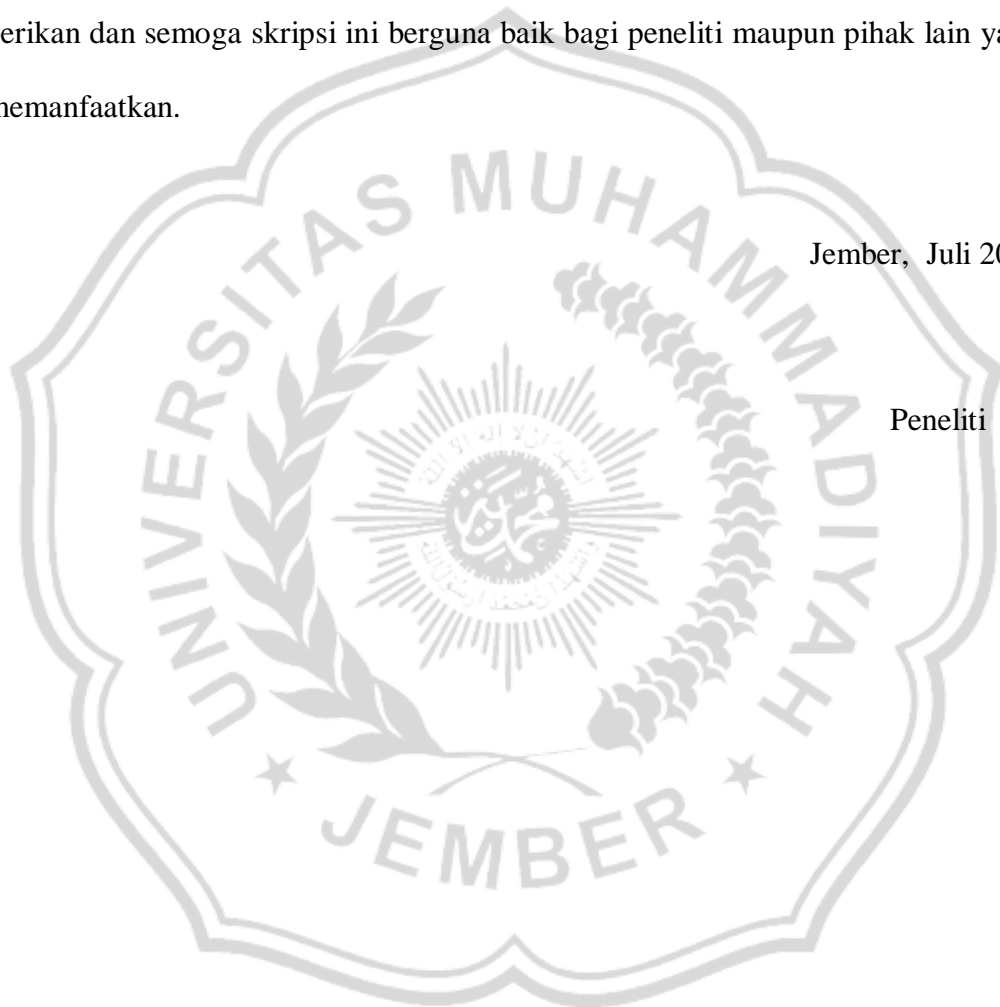 erikan dan semoga skripsi ini berguna baik bagi peneliti maupun pihak lain ya
memanfaatkan.
Jember, Juli 20
Peneliti
UNIVERSITAS MUHAMMADIYAH
JEMBER